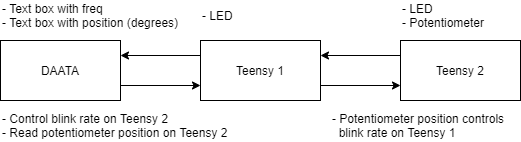 - Text box with freq
- Text box with position (degrees)
- LED
- LED
- Potentiometer
DAATA
Teensy 1
Teensy 2
- Control blink rate on Teensy 2
- Read potentiometer position on Teensy 2
- Potentiometer position controls
blink rate on Teensy 1